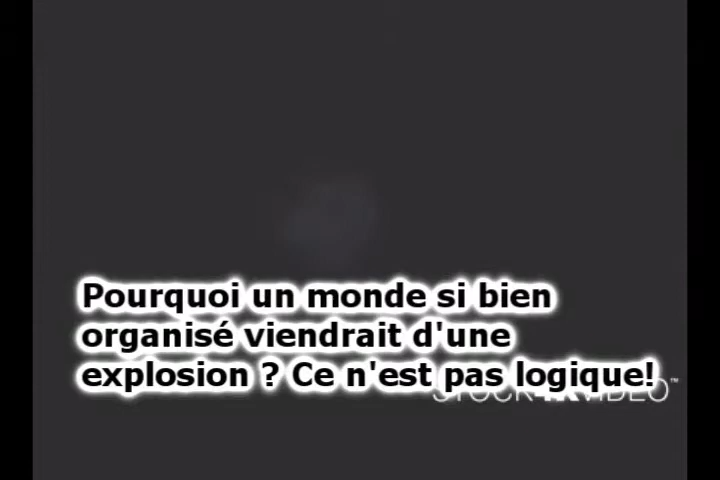 Pourquoi un monde si bien
organisé viendrait d'une
explosion ? Ce n'est pas logique!